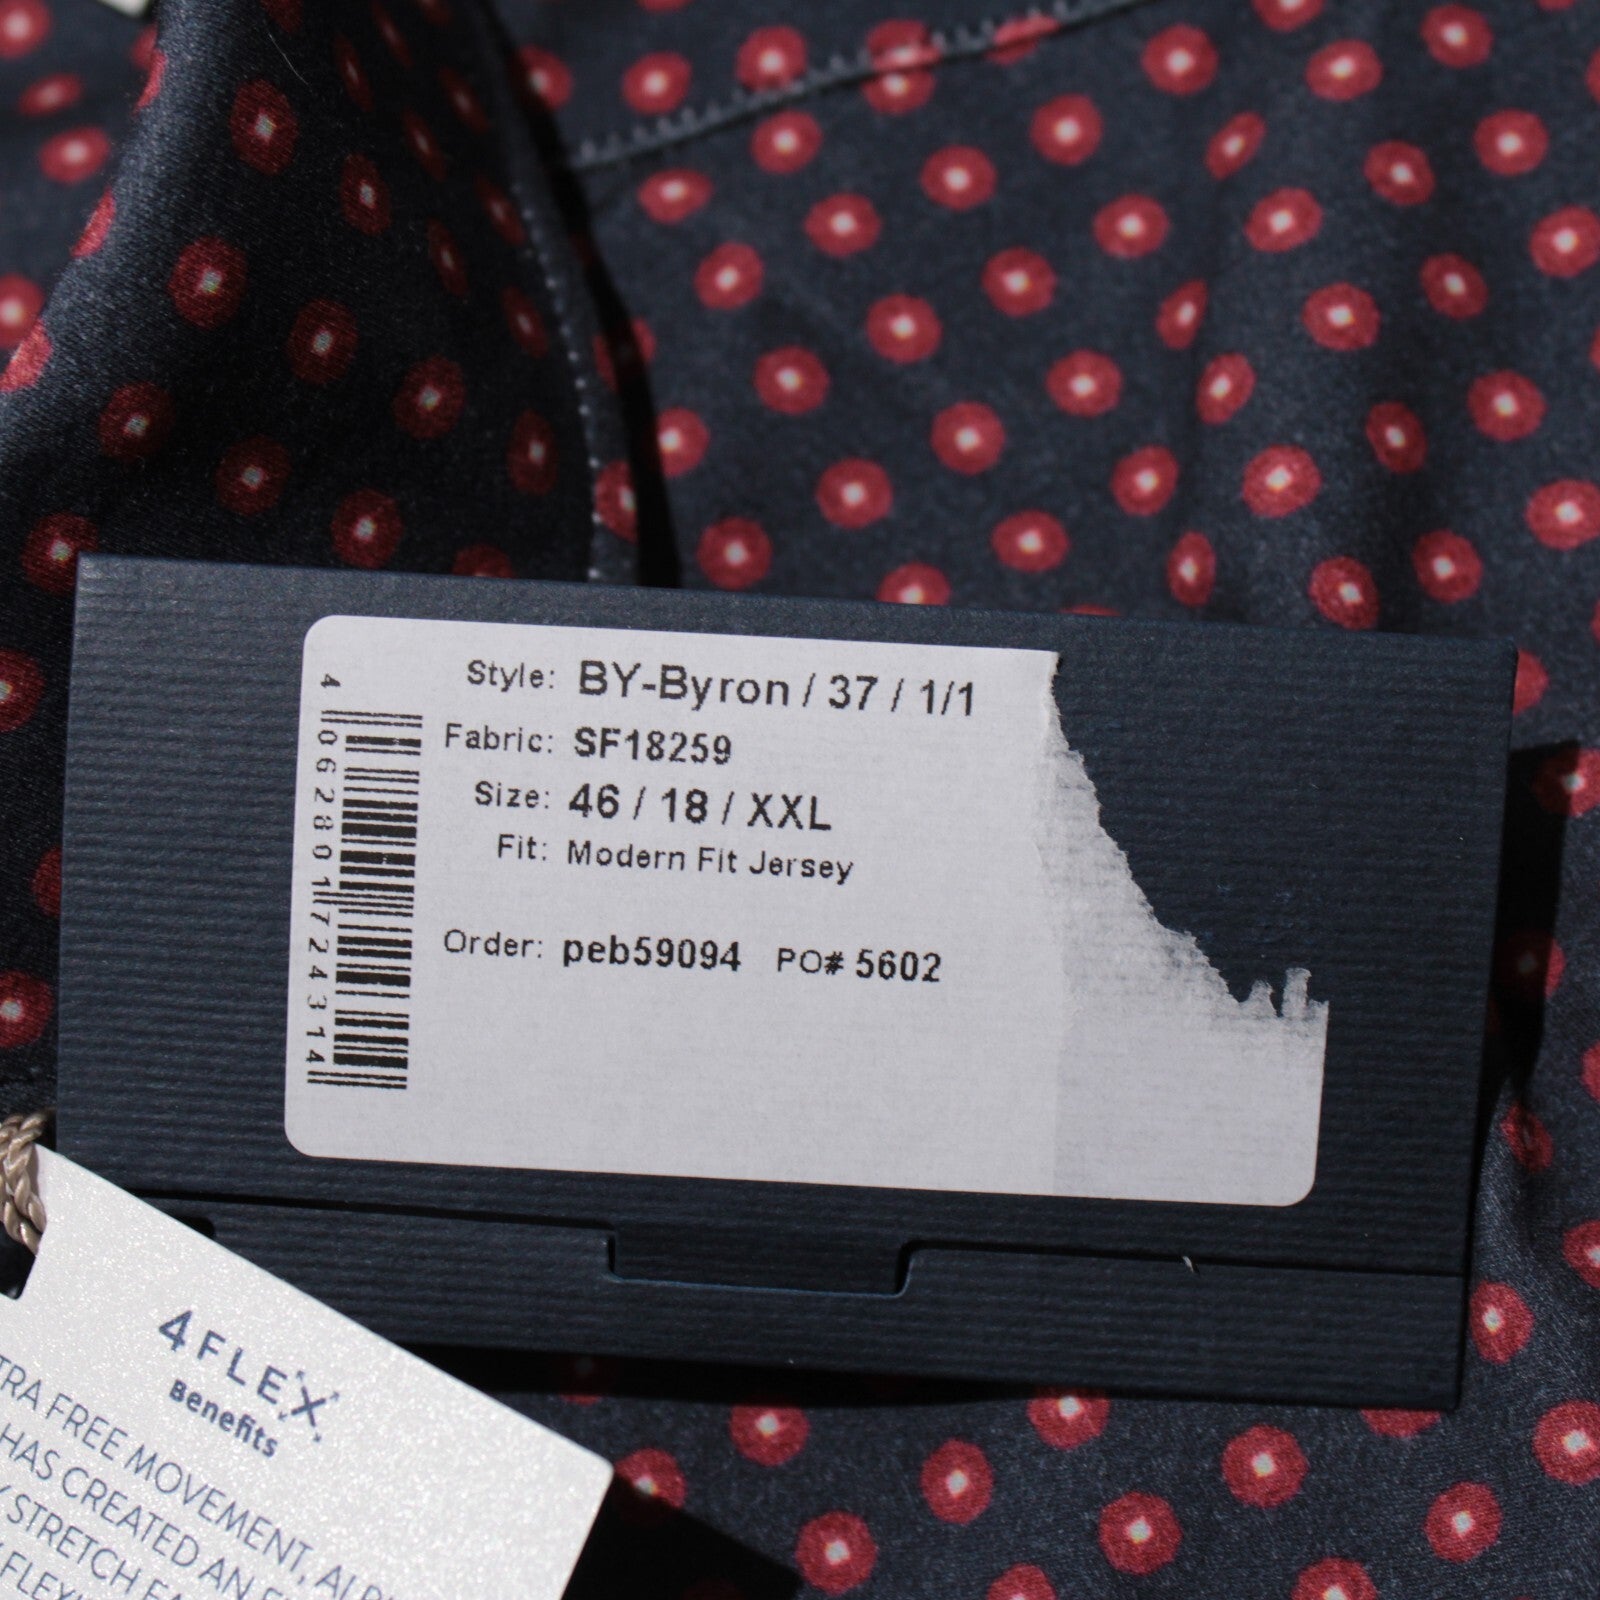 Style: BY-Byron / 37 / 1/1
Fabric: SF18259
Size: 46 / 18 / XXL
Fit: Modern Fit Jersey
Order: peb59094 PO# 5602
4 062801 724314
4FLEX
Benefits
TRA FREE MOVEMENT,
HAS CREATED AN
STRETCH